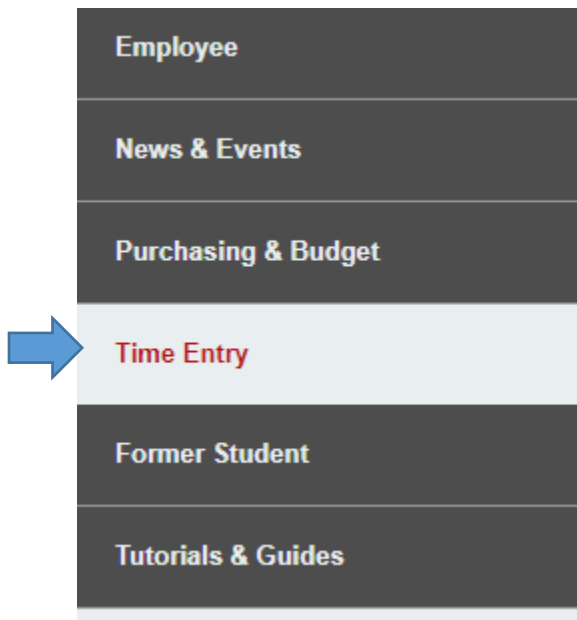 Employee
News & Events
Purchasing & Budget
Time Entry
Former Student
Tutorials & Guides